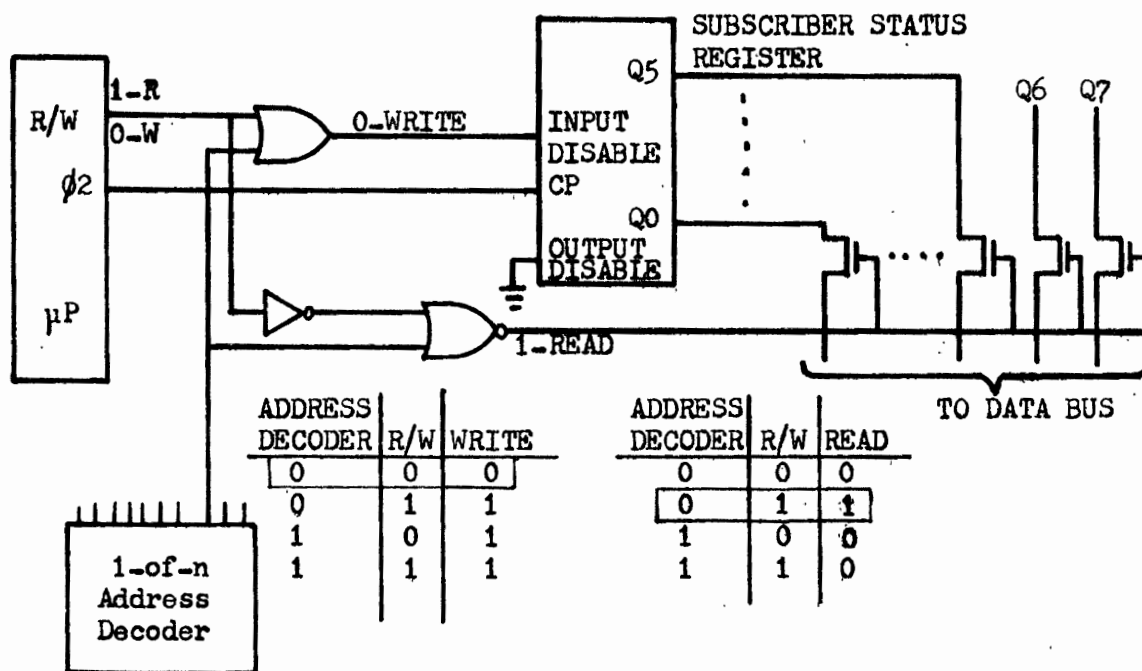 SUBSCRIBER STATUS
REGISTER
R/W
1-R
0-W
0-WRITE
INPUT
DISABLE
Q5
Q6
Q7
ϕ2
CP
Q0
OUTPUT
DISABLE
µP
1-READ
TO DATA BUS
ADDRESS
DECODER R/W WRITE
0 0 0
0 1 1
1 0 1
1 1 1
ADDRESS
DECODER R/W READ
0 0 0
0 1 1
1 0 0
1 1 0
1-of-n
Address
Decoder